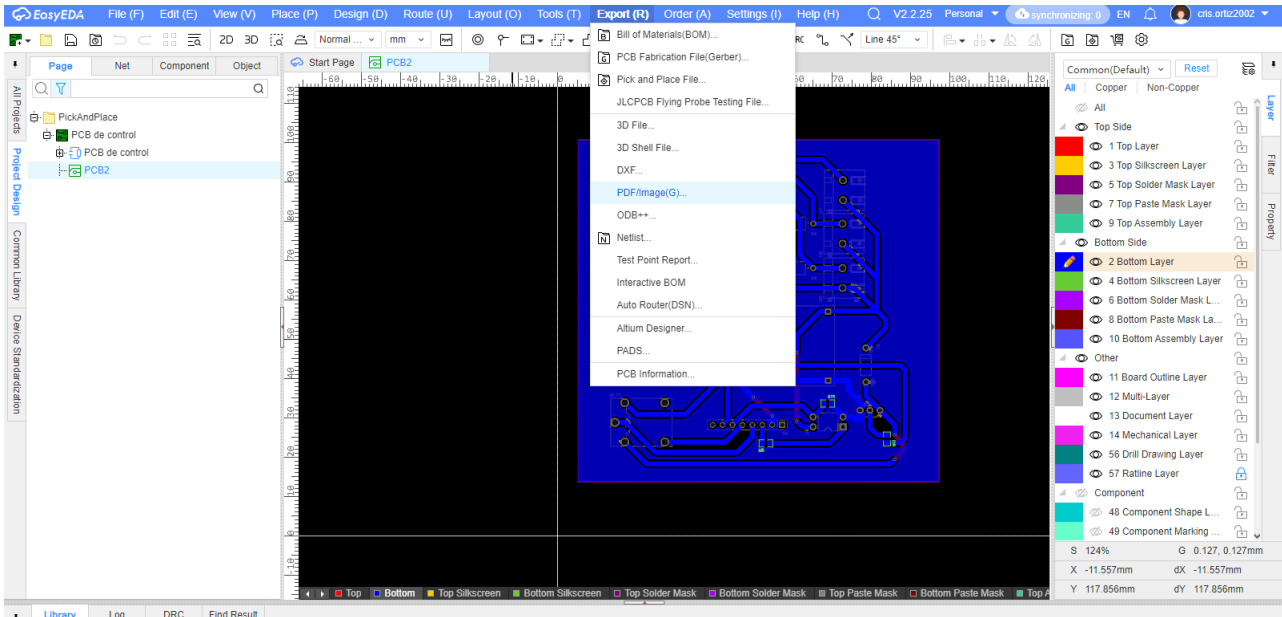 EasyEDA File (F) Edit (E) View (V) Place (P) Design (D) Route (U) Layout (O) Tools (T) Export (R) Order (A) Settings (I) Help (H) V2.2.25 Personal synchronizing: 0 EN cris.ortiz2002
2D 3D Normal ... mm RC Line 45°
Page Net Component Object
Start Page PCB2
All Projects
Project Design
Common Library
Device Standardization
PickAndPlace
PCB de control
PCB de control
PCB2
Bill of Materials(BOM)...
PCB Fabrication File(Gerber)...
Pick and Place File...
JLCPCB Flying Probe Testing File...
3D File...
3D Shell File...
DXF...
PDF/Image(G)...
ODB++...
Netlist...
Test Point Report...
Interactive BOM
Auto Router(DSN)...
Altium Designer...
PADS...
PCB Information...
Common(Default) Reset
All Copper Non-Copper
All
Top Side
1 Top Layer
3 Top Silkscreen Layer
5 Top Solder Mask Layer
7 Top Paste Mask Layer
9 Top Assembly Layer
Bottom Side
2 Bottom Layer
4 Bottom Silkscreen Layer
6 Bottom Solder Mask L...
8 Bottom Paste Mask La...
10 Bottom Assembly Layer
Other
11 Board Outline Layer
12 Multi-Layer
13 Document Layer
14 Mechanical Layer
56 Drill Drawing Layer
57 Ratline Layer
Component
48 Component Shape L...
49 Component Marking ...
Layer
Filter
Property
S 124% G 0.127, 0.127mm
X -11.557mm dX -11.557mm
Y 117.856mm dY 117.856mm
Top Bottom Top Silkscreen Bottom Silkscreen Top Solder Mask Bottom Solder Mask Top Paste Mask Bottom Paste Mask Top A
Library Log DRC Find Result